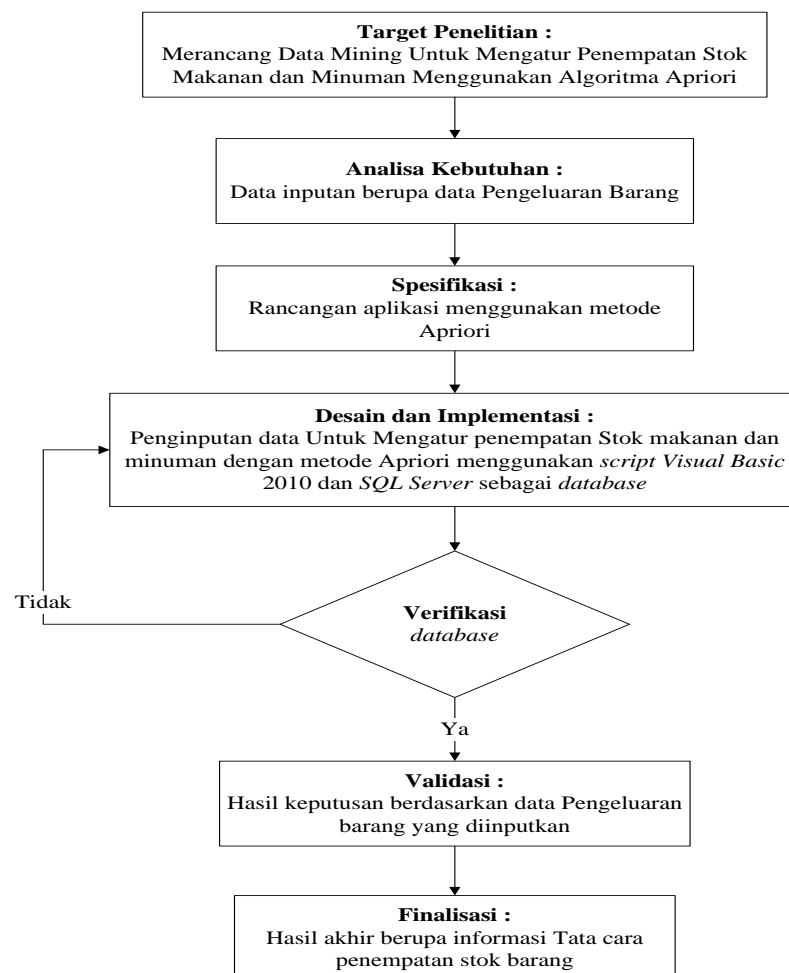 Target Penelitian :
Merancang Data Mining Untuk Mengatur Penempatan Stok
Makanan dan Minuman Menggunakan Algoritma Apriori
Analisa Kebutuhan :
Data inputan berupa data Pengeluaran Barang
Spesifikasi :
Rancangan aplikasi menggunakan metode
Apriori
Desain dan Implementasi :
Penginputan data Untuk Mengatur penempatan Stok makanan dan
minuman dengan metode Apriori menggunakan script Visual Basic
2010 dan SQL Server sebagai database
Tidak
Verifikasi
database
Ya
Validasi :
Hasil keputusan berdasarkan data Pengeluaran
barang yang diinputkan
Finalisasi :
Hasil akhir berupa informasi Tata cara
penempatan stok barang